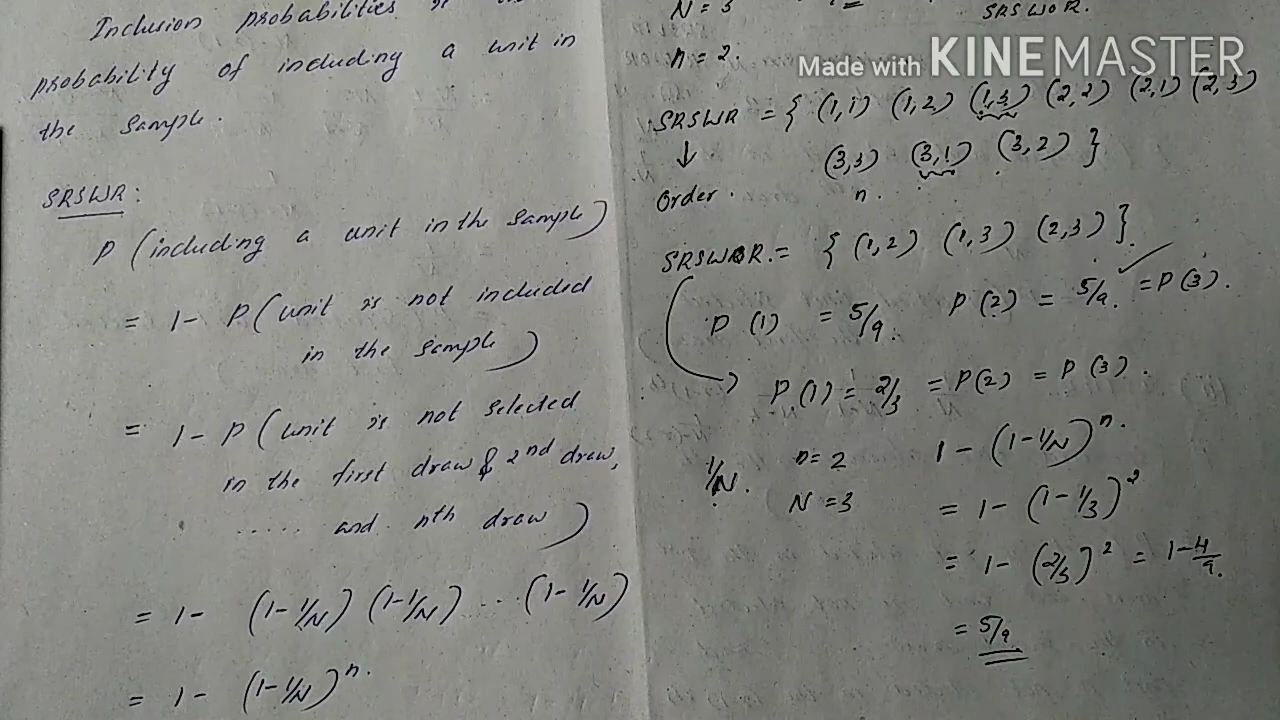 Inclusion probabilities
probability of including a unit in
the sample.
SRSWR:
P (including a unit in the sample)
= 1 - P (unit is not included
in the sample)
= 1 - P (unit is not selected
in the first draw & 2nd draw,
..... and nth draw)
= 1 - (1-1/N) (1-1/N) ... (1-1/N)
= 1 - (1-1/N)^n.
N = 3
SRSWOR.
n = 2.
Made with KINEMASTER
SRSWR = { (1,1) (1,2) (1,3) (2,2) (2,1) (2,3)
↓ (3,3) (3,1) (3,2) }
Order. n.
SRSWOR. = { (1,2) (1,3) (2,3) }.
P (1) = 5/9. P (2) = 5/9. = P (3).
P (1) = 2/3 = P(2) = P (3).
1/N. n = 2 1 - (1-1/N)^n.
N = 3 = 1 - (1-1/3)^2
= 1 - (2/3)^2 = 1-4/9.
= 5/9